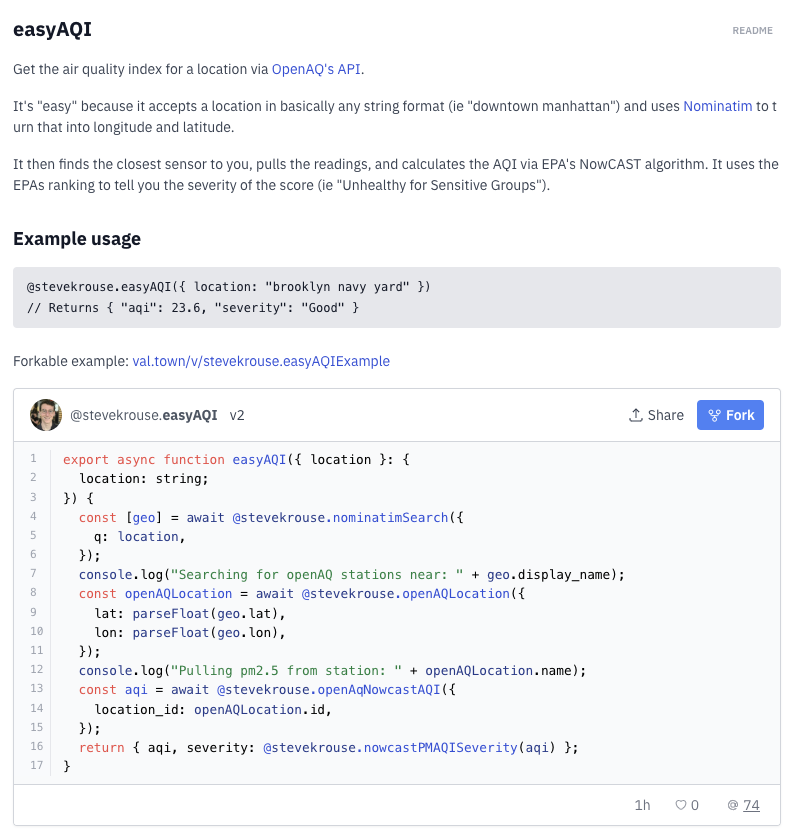 easyAQI
README
Get the air quality index for a location via OpenAQ's API.
It's "easy" because it accepts a location in basically any string format (ie "downtown manhattan") and uses Nominatim to t
urn that into longitude and latitude.
It then finds the closest sensor to you, pulls the readings, and calculates the AQI via EPA's NowCAST algorithm. It uses the
EPAs ranking to tell you the severity of the score (ie "Unhealthy for Sensitive Groups").
Example usage
@stevekrouse.easyAQI({ location: "brooklyn navy yard" })
// Returns { "aqi": 23.6, "severity": "Good" }
Forkable example: val.town/v/stevekrouse.easyAQIExample
@stevekrouse.easyAQI v2 Share Fork
1 export async function easyAQI({ location }: {
2   location: string;
3 }) {
4   const [geo] = await @stevekrouse.nominatimSearch({
5     q: location,
6   });
7   console.log("Searching for openAQ stations near: " + geo.display_name);
8   const openAQLocation = await @stevekrouse.openAQLocation({
9     lat: parseFloat(geo.lat),
10     lon: parseFloat(geo.lon),
11   });
12   console.log("Pulling pm2.5 from station: " + openAQLocation.name);
13   const aqi = await @stevekrouse.openAqNowcastAQI({
14     location_id: openAQLocation.id,
15   });
16   return { aqi, severity: @stevekrouse.nowcastPMAQISeverity(aqi) };
17 }
1h 0 @ 74